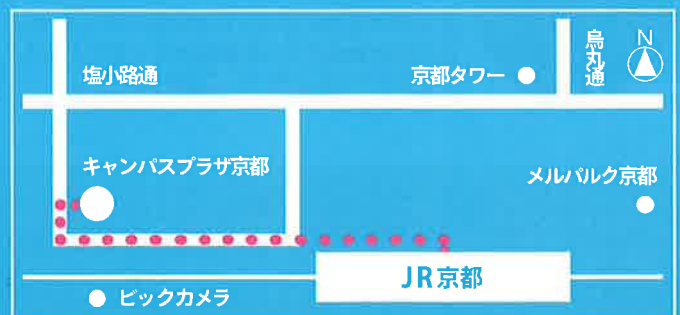 塩小路通
京都タワー
烏丸通
N
キャンパスプラザ京都
メルパルク京都
JR京都
ビックカメラ